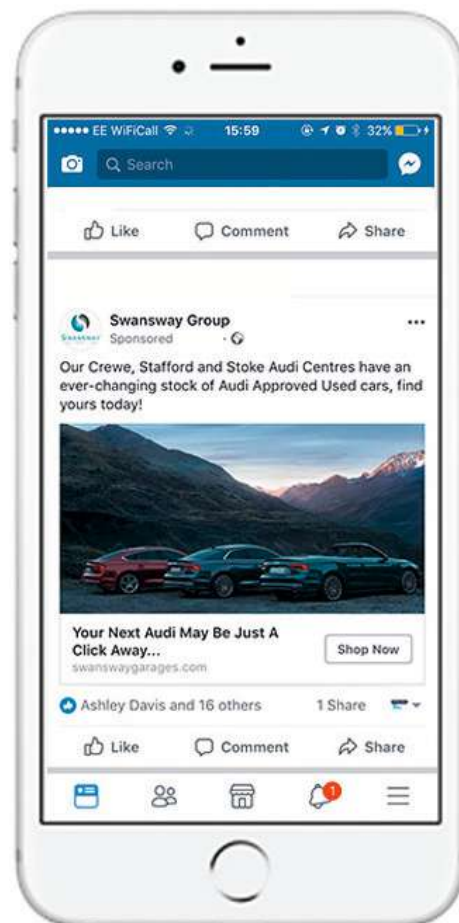 EE WiFiCall 15:59 32%
Search
Like Comment Share
Swansway Group
Sponsored
Our Crewe, Stafford and Stoke Audi Centres have an
ever-changing stock of Audi Approved Used cars, find
yours today!
Your Next Audi May Be Just A
Click Away...
Shop Now
swanswaygarages.com
Ashley Davis and 16 others 1 Share
Like Comment Share
1